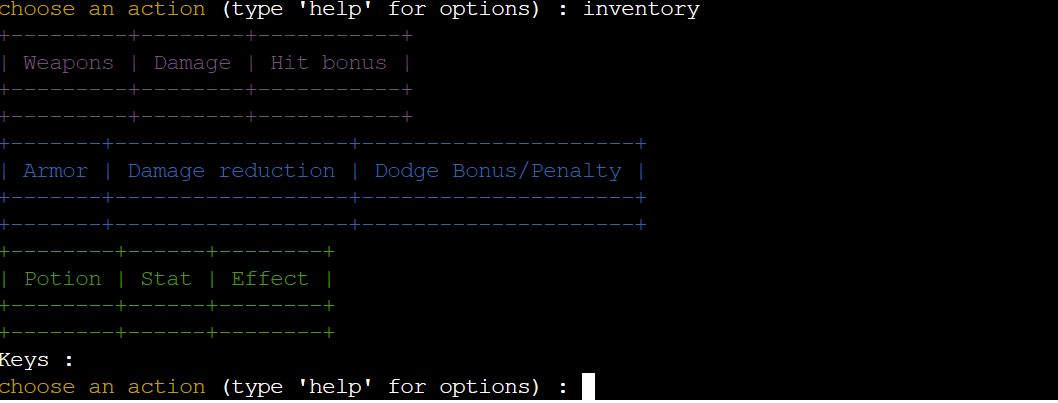 choose an action (type 'help' for options) : inventory
+---------+--------+-----------+
| Weapons | Damage | Hit bonus |
+---------+--------+-----------+
+---------+--------+-----------+
+-------+------------------+---------------------+
| Armor | Damage reduction | Dodge Bonus/Penalty |
+-------+------------------+---------------------+
+-------+------------------+---------------------+
+--------+------+--------+
| Potion | Stat | Effect |
+--------+------+--------+
+--------+------+--------+
Keys :
choose an action (type 'help' for options) :